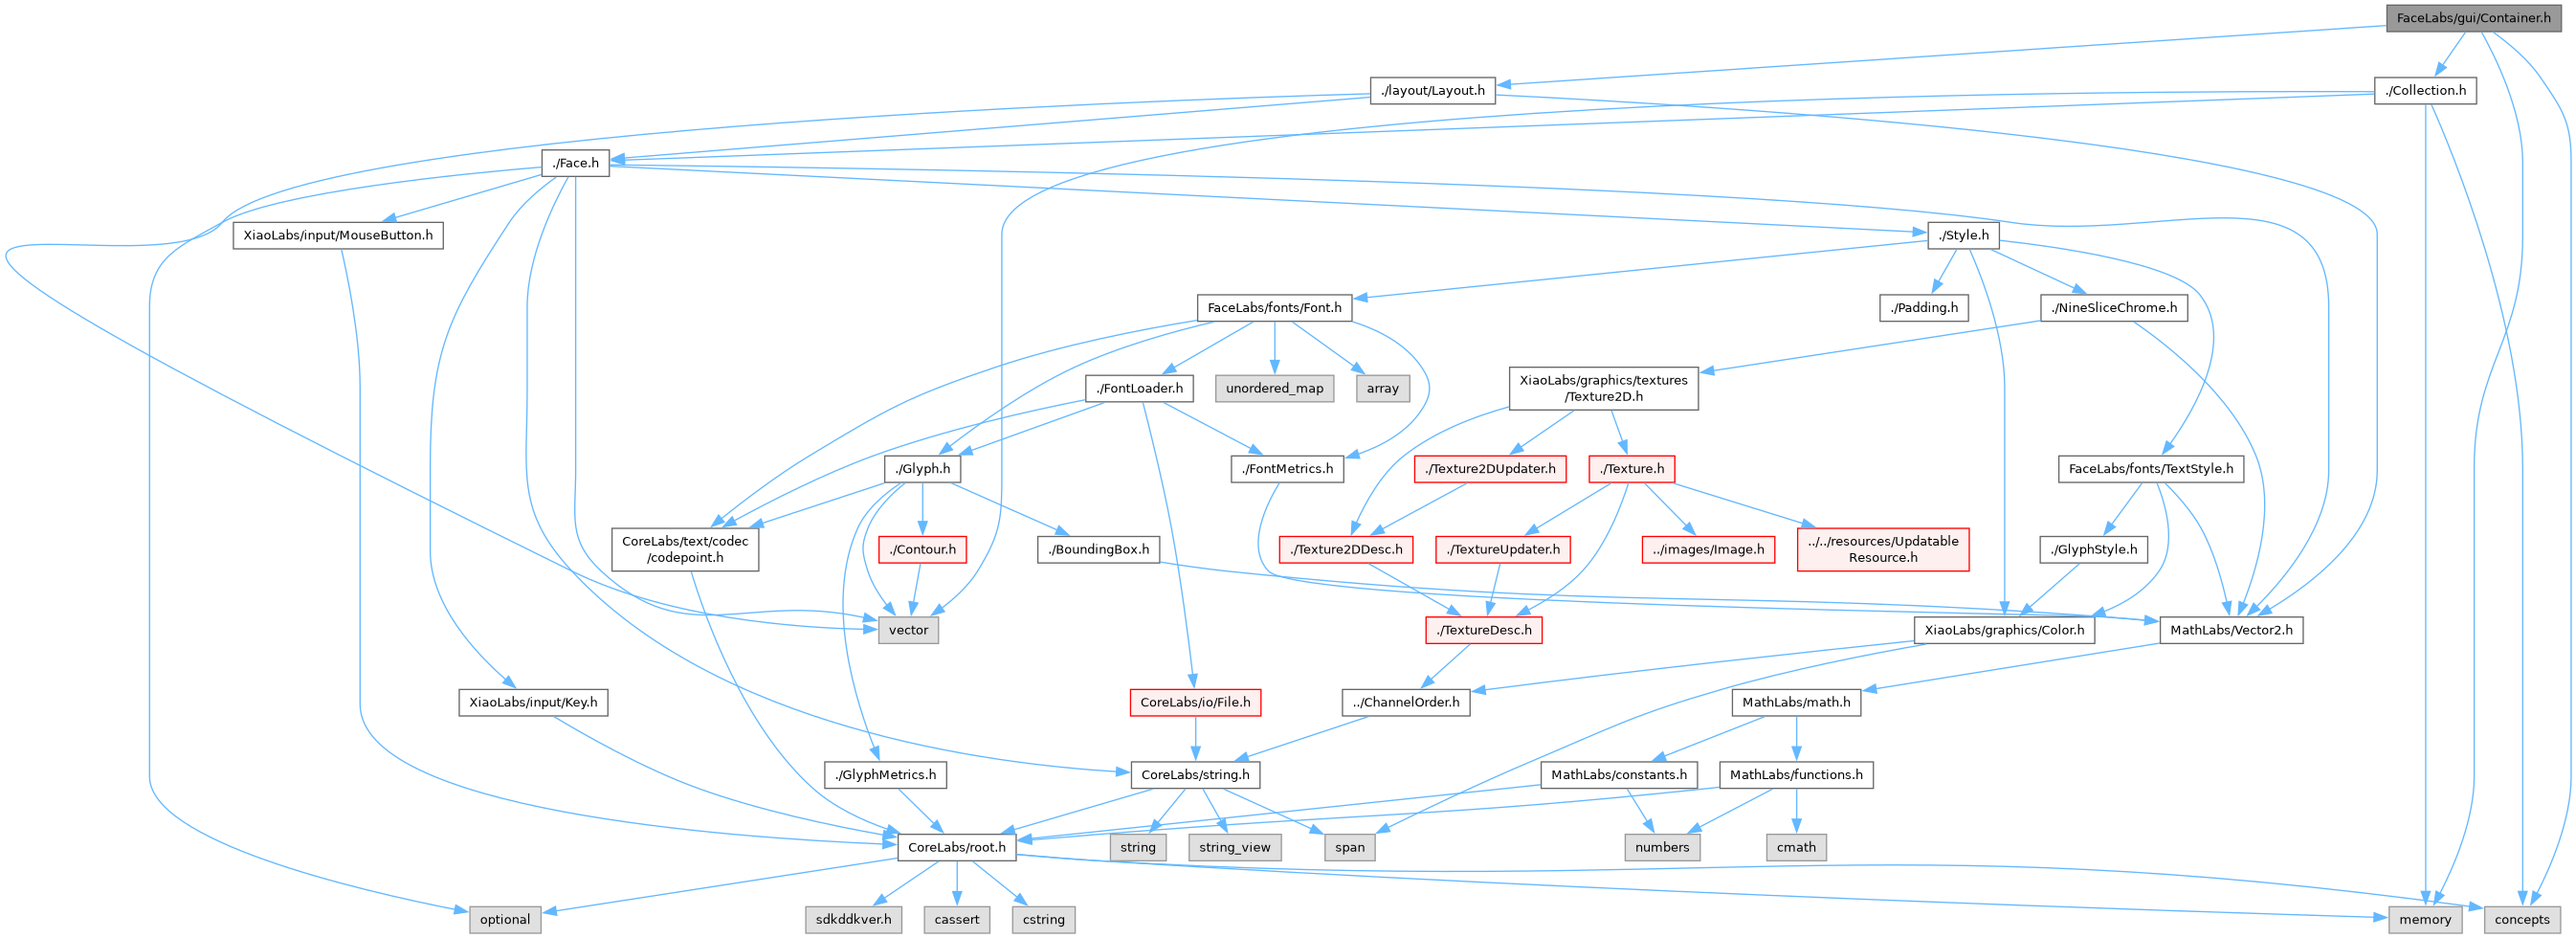 FaceLabs/gui/Container.h
./layout/Layout.h
./Collection.h
./Face.h
XiaoLabs/input/MouseButton.h
./Style.h
FaceLabs/fonts/Font.h
./Padding.h
./NineSliceChrome.h
./FontLoader.h
unordered_map
array
XiaoLabs/graphics/textures
/Texture2D.h
./Glyph.h
./FontMetrics.h
./Texture2DUpdater.h
./Texture.h
FaceLabs/fonts/TextStyle.h
CoreLabs/text/codec
/codepoint.h
./Contour.h
./BoundingBox.h
./Texture2DDesc.h
./TextureUpdater.h
../images/Image.h
../../resources/Updatable
Resource.h
./GlyphStyle.h
vector
./TextureDesc.h
XiaoLabs/graphics/Color.h
MathLabs/Vector2.h
XiaoLabs/input/Key.h
CoreLabs/io/File.h
../ChannelOrder.h
MathLabs/math.h
./GlyphMetrics.h
CoreLabs/string.h
MathLabs/constants.h
MathLabs/functions.h
CoreLabs/root.h
string
string_view
span
numbers
cmath
optional
sdkddkver.h
cassert
cstring
memory
concepts